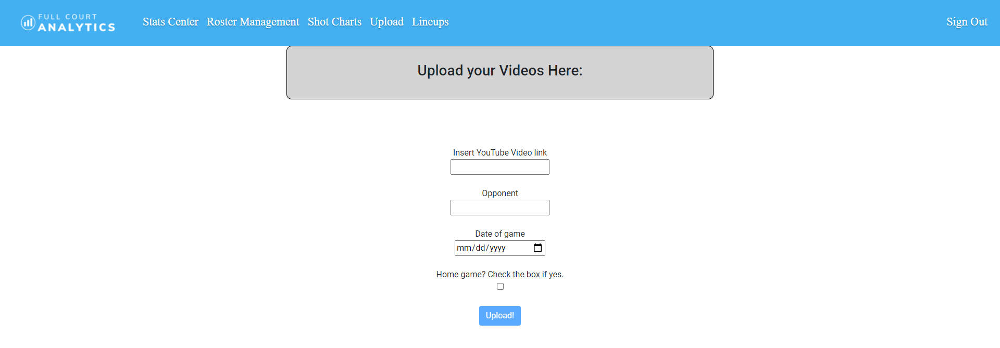 FULL COURT
ANALYTICS
Stats Center Roster Management Shot Charts Upload Lineups Sign Out
Upload your Videos Here:
Insert YouTube Video link
Opponent
Date of game
mm/dd/yyyy
Home game? Check the box if yes.
Upload!